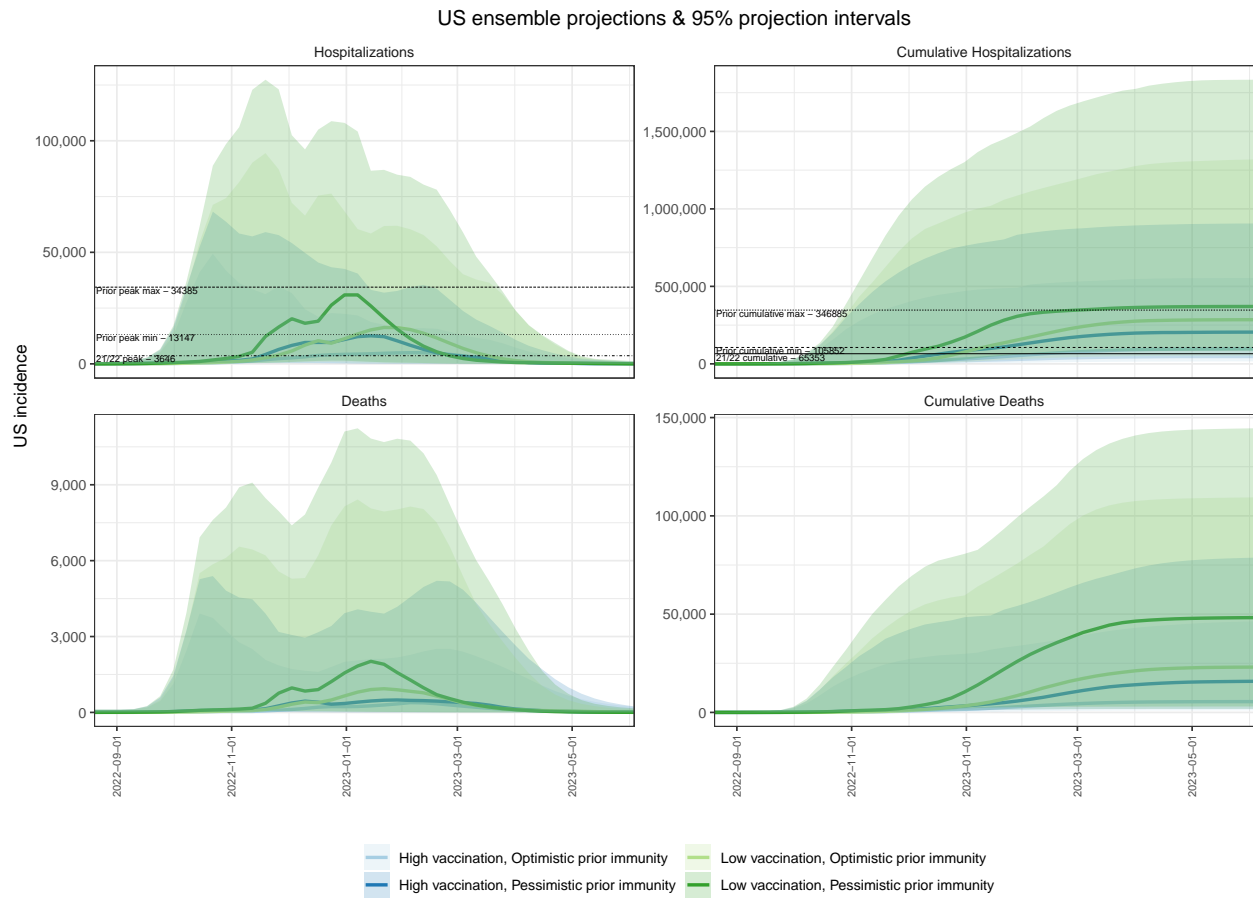 US ensemble projections & 95% projection intervals
Hospitalizations
Cumulative Hospitalizations
100,000
50,000
0
Prior peak max − 34385
Prior peak min − 13147
21/22 peak − 3646
1,500,000
1,000,000
500,000
0
Prior cumulative max − 346885
Prior cumulative min − 105852
21/22 cumulative − 65353
US incidence
Deaths
Cumulative Deaths
9,000
6,000
3,000
0
150,000
100,000
50,000
0
2022−09−01
2022−11−01
2023−01−01
2023−03−01
2023−05−01
2022−09−01
2022−11−01
2023−01−01
2023−03−01
2023−05−01
High vaccination, Optimistic prior immunity
Low vaccination, Optimistic prior immunity
High vaccination, Pessimistic prior immunity
Low vaccination, Pessimistic prior immunity